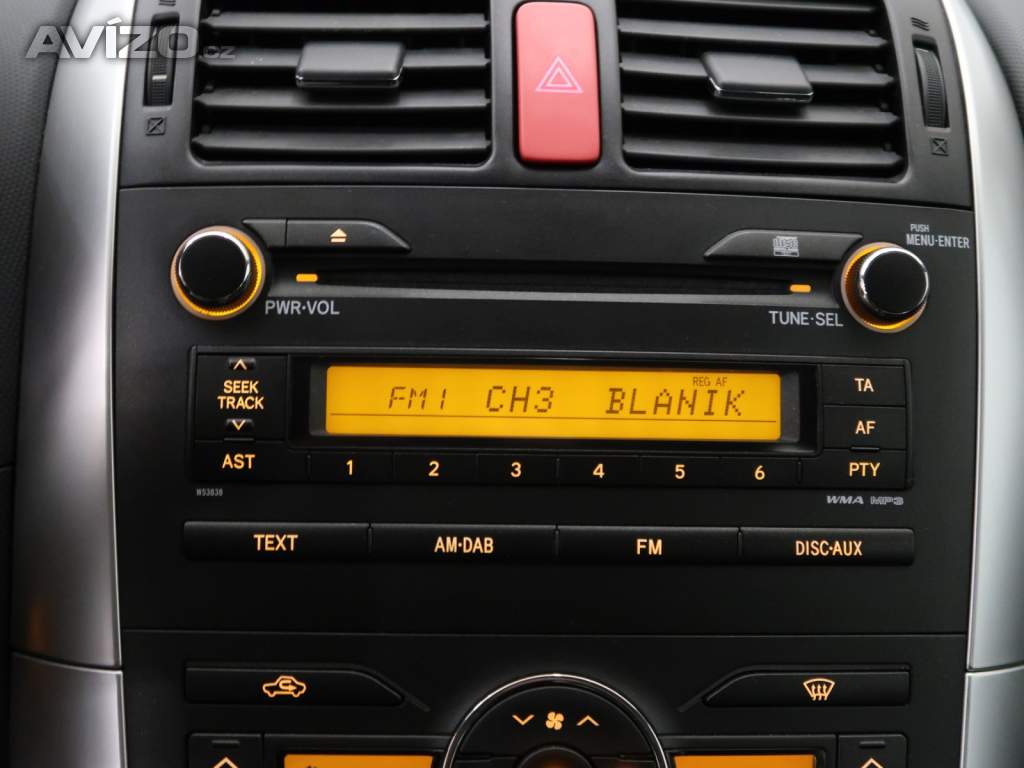 AVÍZO.CZ
PUSH
MENU·ENTER
PWR·VOL
TUNE·SEL
SEEK
TRACK
REG AF
FM1 CH3 BLANIK
TA
AF
AST
1 2 3 4 5 6
PTY
W53838
WMA MP3
TEXT
AM·DAB
FM
DISC·AUX